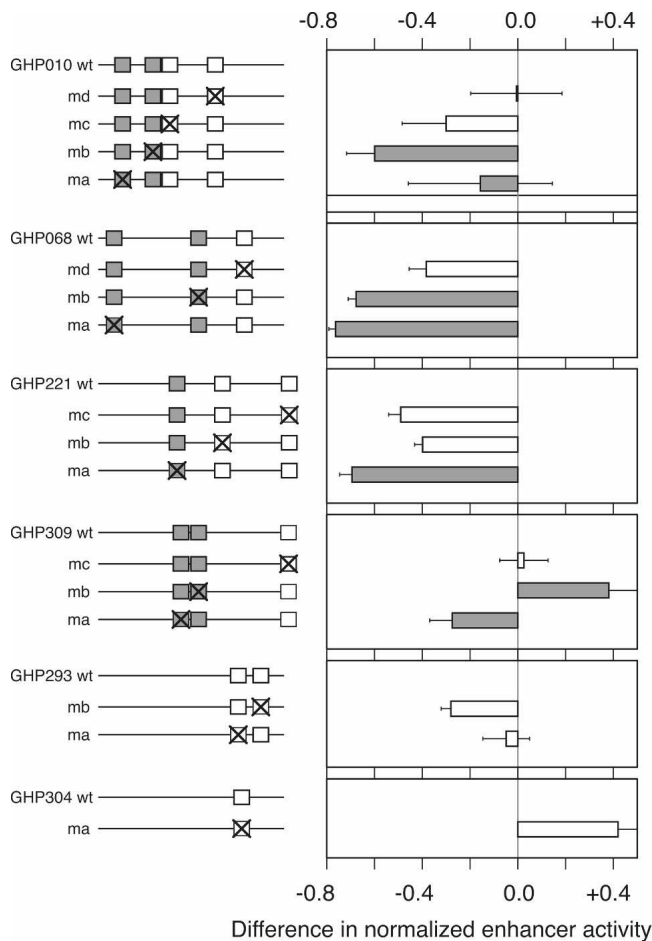 -0.8 -0.4 0.0 +0.4
GHP010 wt
md
mc
mb
ma
GHP068 wt
md
mb
ma
GHP221 wt
mc
mb
ma
GHP309 wt
mc
mb
ma
GHP293 wt
mb
ma
GHP304 wt
ma
-0.8 -0.4 0.0 +0.4
Difference in normalized enhancer activity